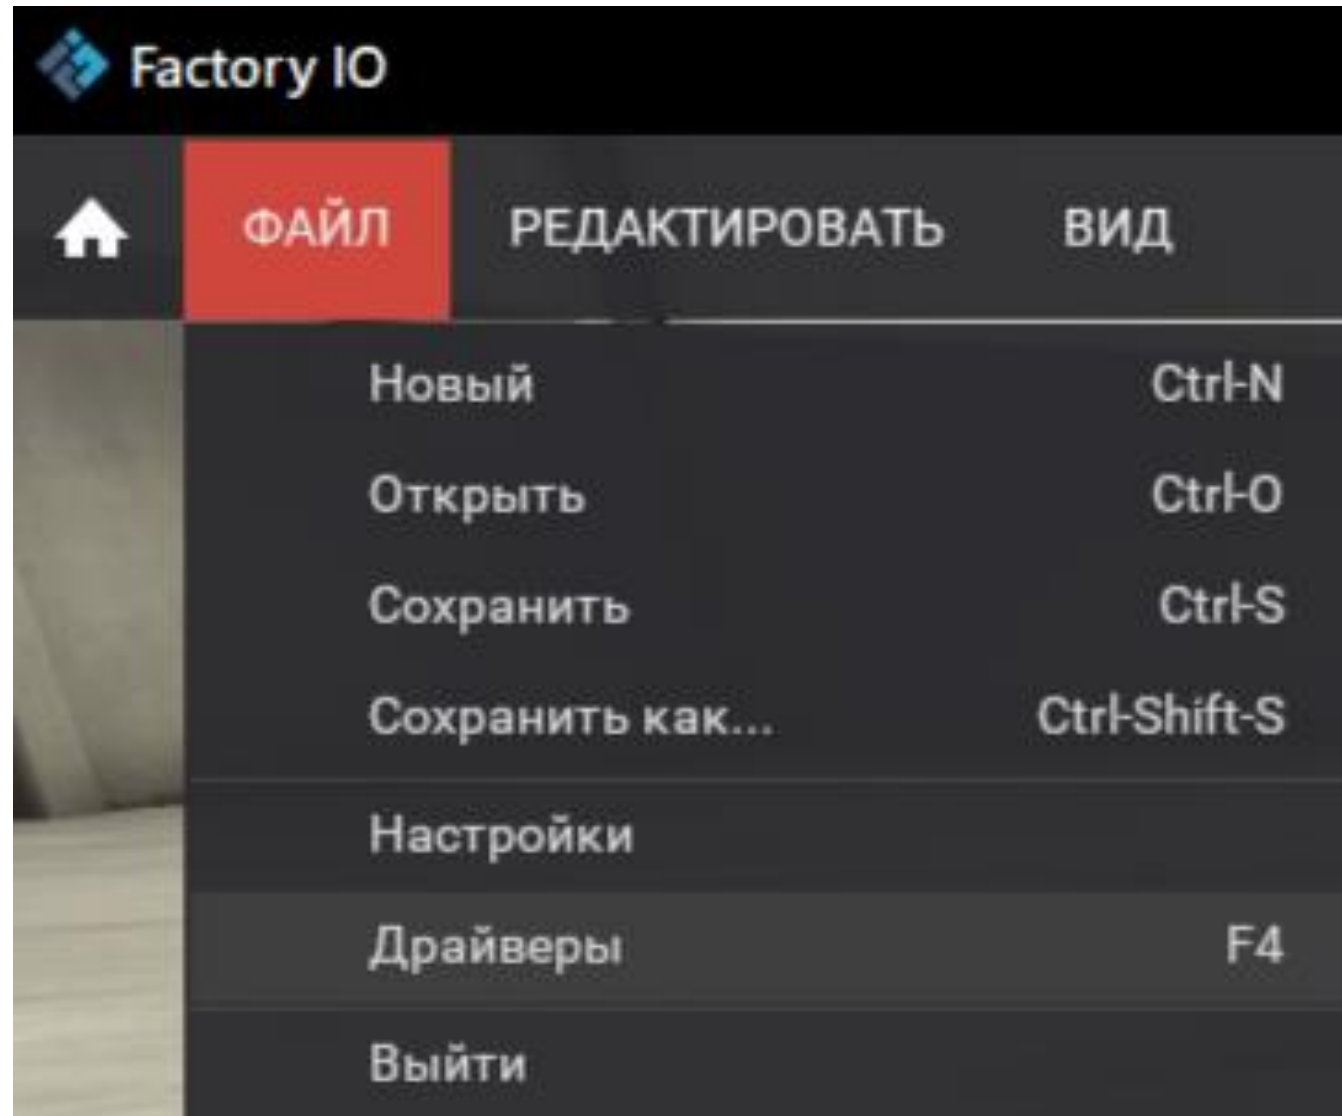 Factory IO
ФАЙЛ РЕДАКТИРОВАТЬ ВИД
Новый Ctrl-N
Открыть Ctrl-O
Сохранить Ctrl-S
Сохранить как... Ctrl-Shift-S
Настройки
Драйверы F4
Выйти